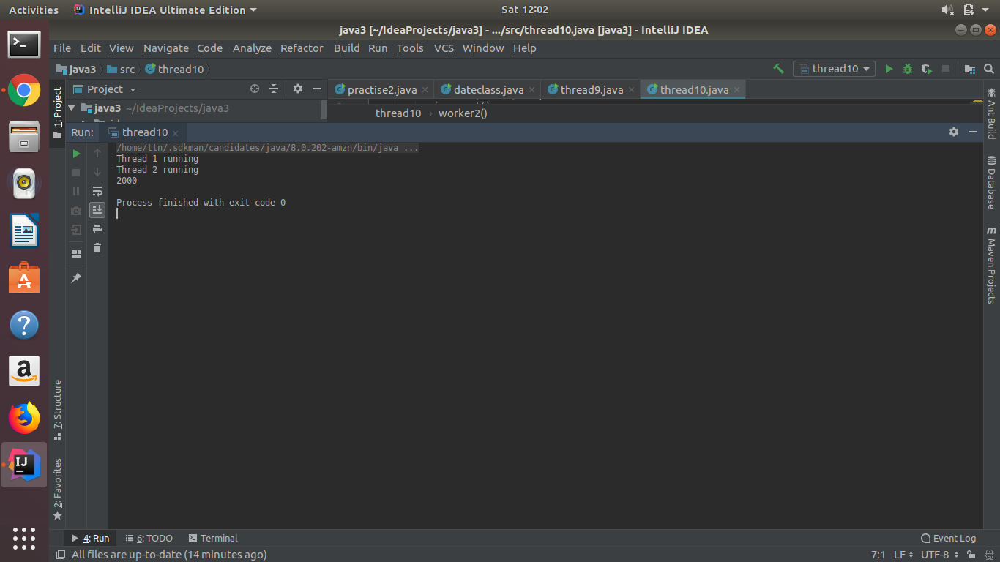 Activities IntelliJ IDEA Ultimate Edition Sat 12:02
java3 [~/IdeaProjects/java3] - .../src/thread10.java [java3] - IntelliJ IDEA
File Edit View Navigate Code Analyze Refactor Build Run Tools VCS Window Help
java3 src thread10 thread10
1: Project
Project practise2.java dateclass.java thread9.java thread10.java
java3 ~/IdeaProjects/java3
thread10 › worker2()
Run: thread10
/home/ttn/.sdkman/candidates/java/8.0.202-amzn/bin/java ...
Thread 1 running
Thread 2 running
2000
Process finished with exit code 0
Ant Build
Database
m Maven Projects
IJ
a
?
7: Structure
2: Favorites
4: Run 6: TODO Terminal Event Log
All files are up-to-date (14 minutes ago) 7:1 LF UTF-8